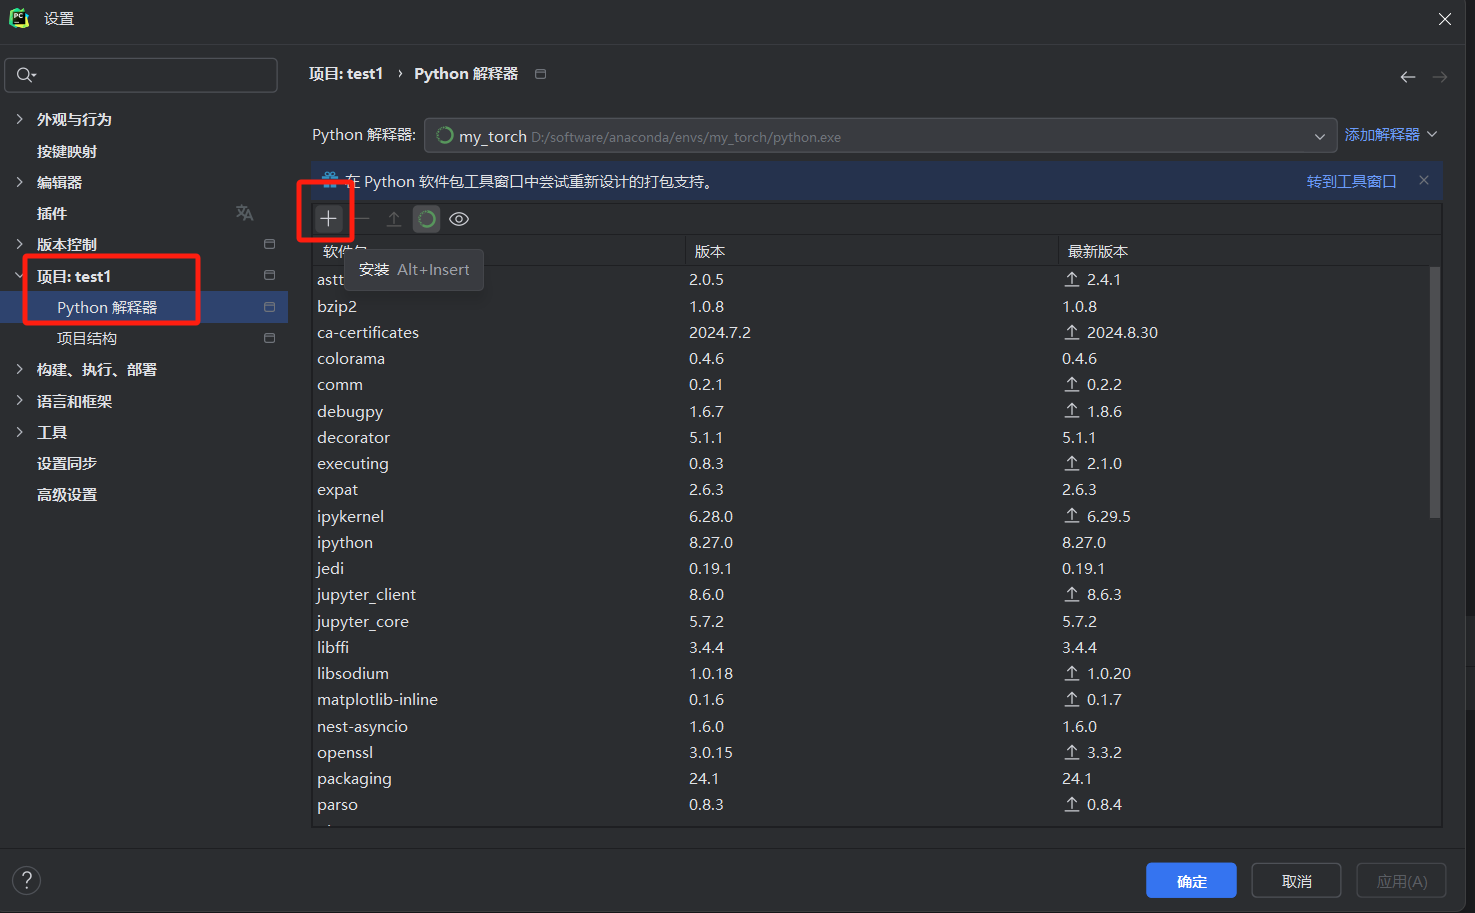 设置
项目: test1 › Python 解释器
Python 解释器: my_torch D:/software/anaconda/envs/my_torch/python.exe 添加解释器
在 Python 软件包工具窗口中尝试重新设计的打包支持。 转到工具窗口
外观与行为
按键映射
编辑器
插件
版本控制
项目: test1
Python 解释器
项目结构
构建、执行、部署
语言和框架
工具
设置同步
高级设置
安装 Alt+Insert
版本 最新版本
2.0.5 2.4.1
bzip2 1.0.8 1.0.8
ca-certificates 2024.7.2 2024.8.30
colorama 0.4.6 0.4.6
comm 0.2.1 0.2.2
debugpy 1.6.7 1.8.6
decorator 5.1.1 5.1.1
executing 0.8.3 2.1.0
expat 2.6.3 2.6.3
ipykernel 6.28.0 6.29.5
ipython 8.27.0 8.27.0
jedi 0.19.1 0.19.1
jupyter_client 8.6.0 8.6.3
jupyter_core 5.7.2 5.7.2
libffi 3.4.4 3.4.4
libsodium 1.0.18 1.0.20
matplotlib-inline 0.1.6 0.1.7
nest-asyncio 1.6.0 1.6.0
openssl 3.0.15 3.3.2
packaging 24.1 24.1
parso 0.8.3 0.8.4
? 确定 取消 应用(A)